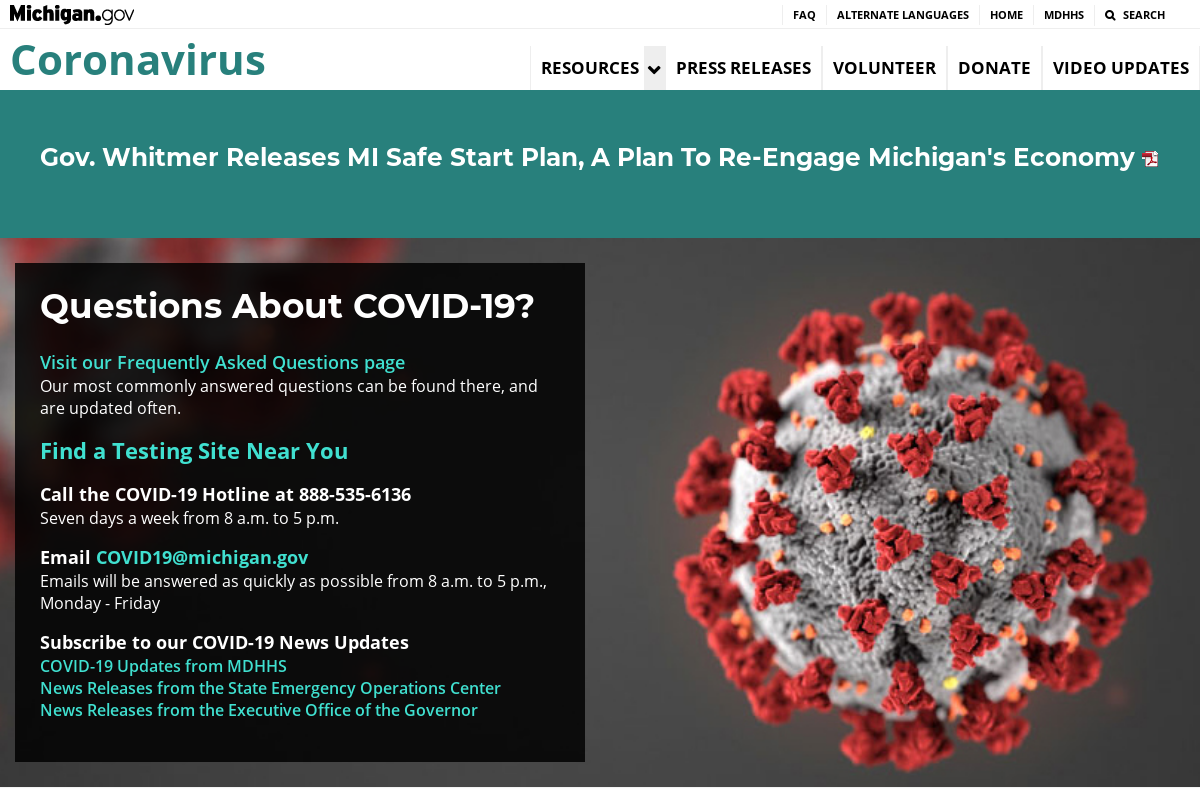 Michigan.gov
FAQ
ALTERNATE LANGUAGES
HOME
MDHHS
SEARCH
Coronavirus
RESOURCES
PRESS RELEASES
VOLUNTEER
DONATE
VIDEO UPDATES
Gov. Whitmer Releases MI Safe Start Plan, A Plan To Re-Engage Michigan's Economy
Questions About COVID-19?
Visit our Frequently Asked Questions page
Our most commonly answered questions can be found there, and
are updated often.
Find a Testing Site Near You
Call the COVID-19 Hotline at 888-535-6136
Seven days a week from 8 a.m. to 5 p.m.
Email COVID19@michigan.gov
Emails will be answered as quickly as possible from 8 a.m. to 5 p.m.,
Monday - Friday
Subscribe to our COVID-19 News Updates
COVID-19 Updates from MDHHS
News Releases from the State Emergency Operations Center
News Releases from the Executive Office of the Governor